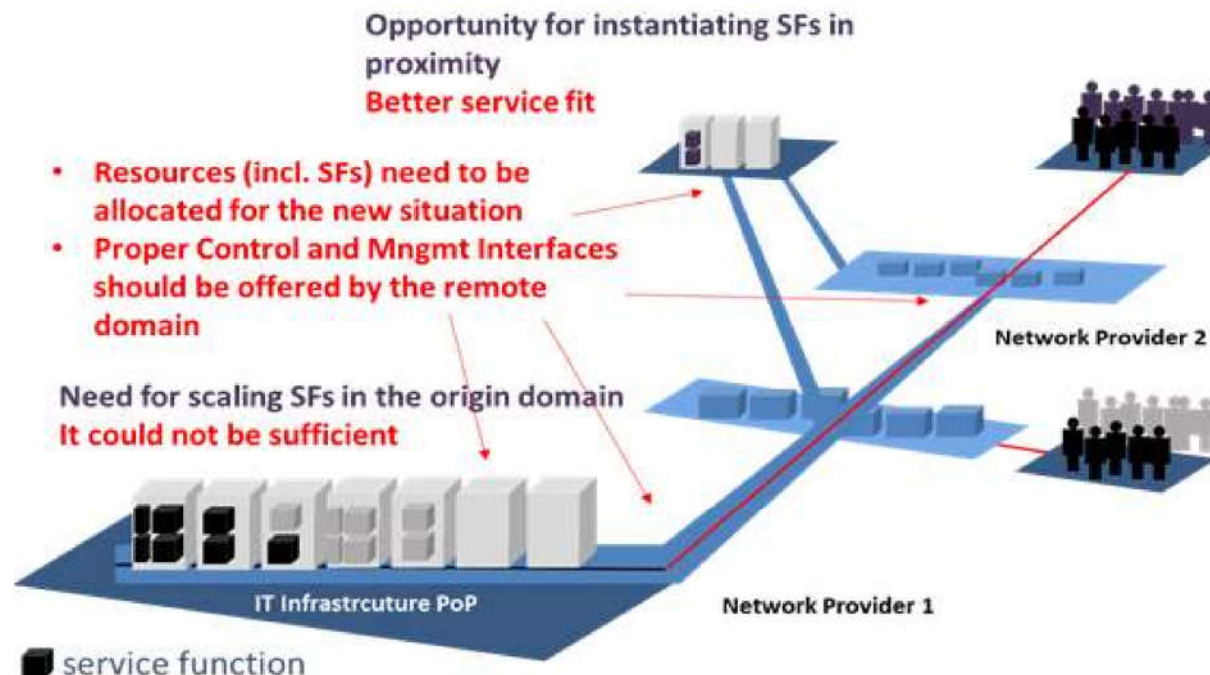 Opportunity for instantiating SFs in
proximity
Better service fit
• Resources (incl. SFs) need to be
allocated for the new situation
• Proper Control and Mngmt Interfaces
should be offered by the remote
domain
Network Provider 2
Need for scaling SFs in the origin domain
It could not be sufficient
IT Infrastrcuture PoP
Network Provider 1
service function